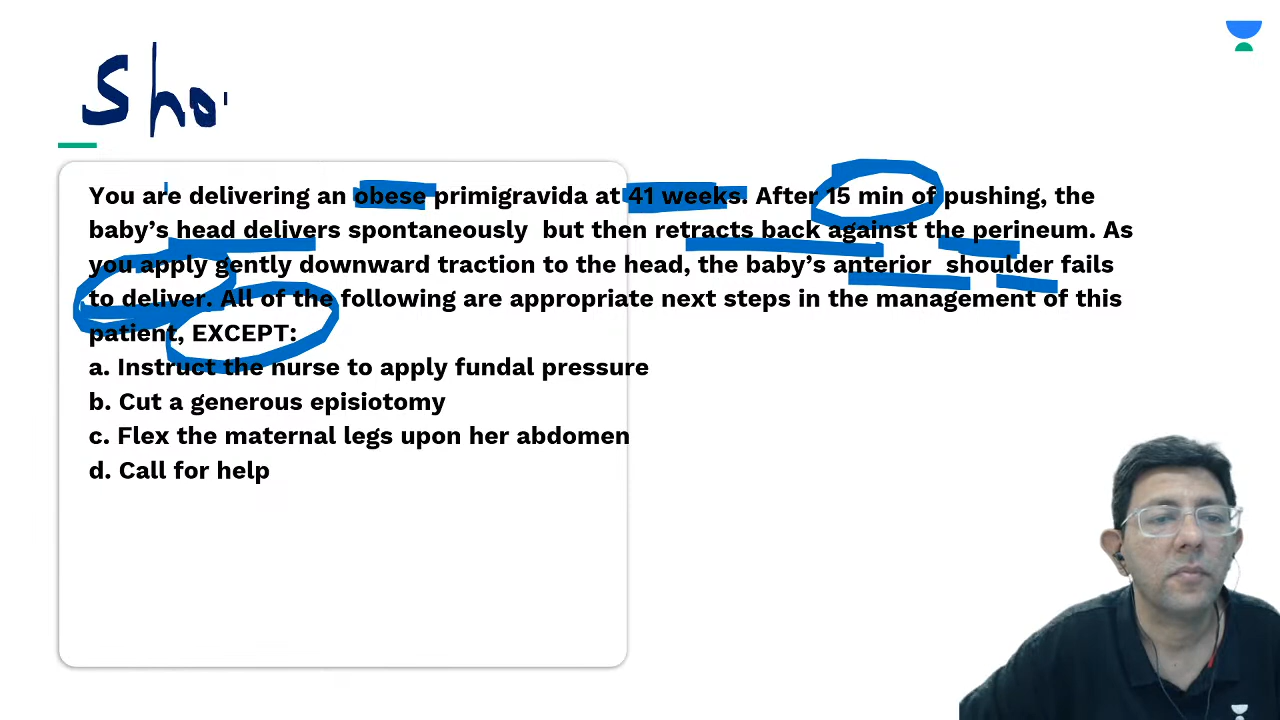 Sho
You are delivering an obese primigravida at 41 weeks. After 15 min of pushing, the
baby’s head delivers spontaneously but then retracts back against the perineum. As
you apply gently downward traction to the head, the baby’s anterior shoulder fails
to deliver. All of the following are appropriate next steps in the management of this
patient, EXCEPT:
a. Instruct the nurse to apply fundal pressure
b. Cut a generous episiotomy
c. Flex the maternal legs upon her abdomen
d. Call for help